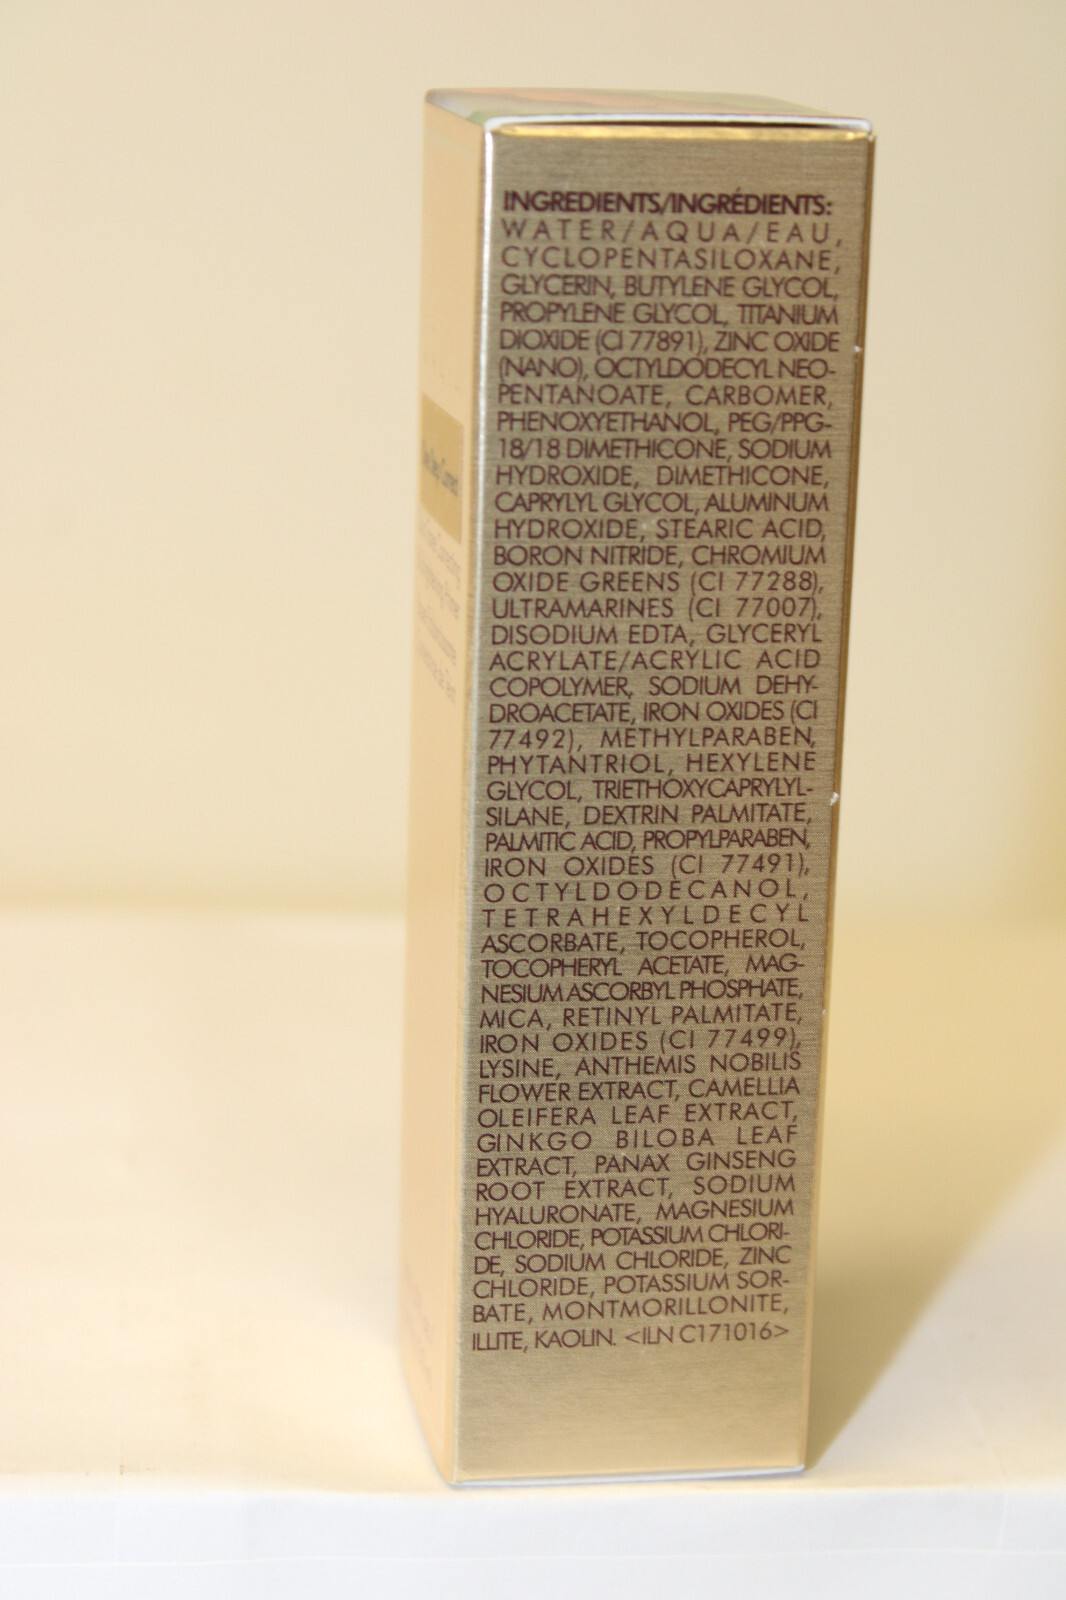 INGREDIENTS/INGRÉDIENTS:
WATER/AQUA/EAU,
CYCLOPENTASILOXANE,
GLYCERIN, BUTYLENE GLYCOL,
PROPYLENE GLYCOL, TITANIUM
DIOXIDE (CI 77891), ZINC OXIDE
(NANO), OCTYLDODECYL NEO-
PENTANOATE, CARBOMER,
PHENOXYETHANOL, PEG/PPG-
18/18 DIMETHICONE, SODIUM
HYDROXIDE, DIMETHICONE,
CAPRYLYL GLYCOL, ALUMINUM
HYDROXIDE, STEARIC ACID,
BORON NITRIDE, CHROMIUM
OXIDE GREENS (CI 77288),
ULTRAMARINES (CI 77007),
DISODIUM EDTA, GLYCERYL
ACRYLATE/ACRYLIC ACID
COPOLYMER, SODIUM DEHY-
DROACETATE, IRON OXIDES (CI
77492), METHYLPARABEN,
PHYTANTRIOL, HEXYLENE
GLYCOL, TRIETHOXYCAPRYLYL-
SILANE, DEXTRIN PALMITATE,
PALMITIC ACID, PROPYLPARABEN,
IRON OXIDES (CI 77491),
OCTYLDODECANOL,
TETRAHEXYLDECYL
ASCORBATE, TOCOPHEROL,
TOCOPHERYL ACETATE, MAG-
NESIUM ASCORBYL PHOSPHATE,
MICA, RETINYL PALMITATE,
IRON OXIDES (CI 77499),
LYSINE, ANTHEMIS NOBILIS
FLOWER EXTRACT, CAMELLIA
OLEIFERA LEAF EXTRACT,
GINKGO BILOBA LEAF
EXTRACT, PANAX GINSENG
ROOT EXTRACT, SODIUM
HYALURONATE, MAGNESIUM
CHLORIDE, POTASSIUM CHLORI-
DE, SODIUM CHLORIDE, ZINC
CHLORIDE, POTASSIUM SOR-
BATE, MONTMORILLONITE,
ILLITE, KAOLIN. <ILN C171016>